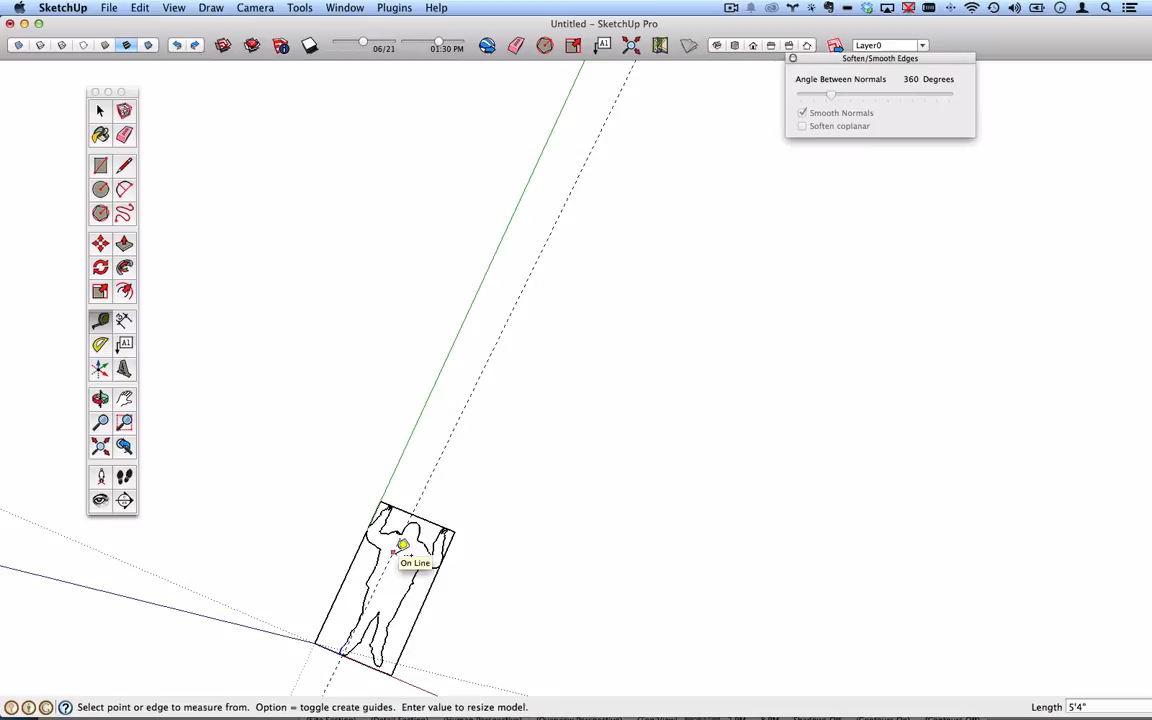 SketchUp File Edit View Draw Camera Tools Window Plugins Help
Untitled - SketchUp Pro
06/21 01:30 PM A1 Layer0
Soften/Smooth Edges
Angle Between Normals 360 Degrees
Smooth Normals
Soften coplanar
A1
On Line
Select point or edge to measure from. Option = toggle create guides. Enter value to resize model. Length 5'4"